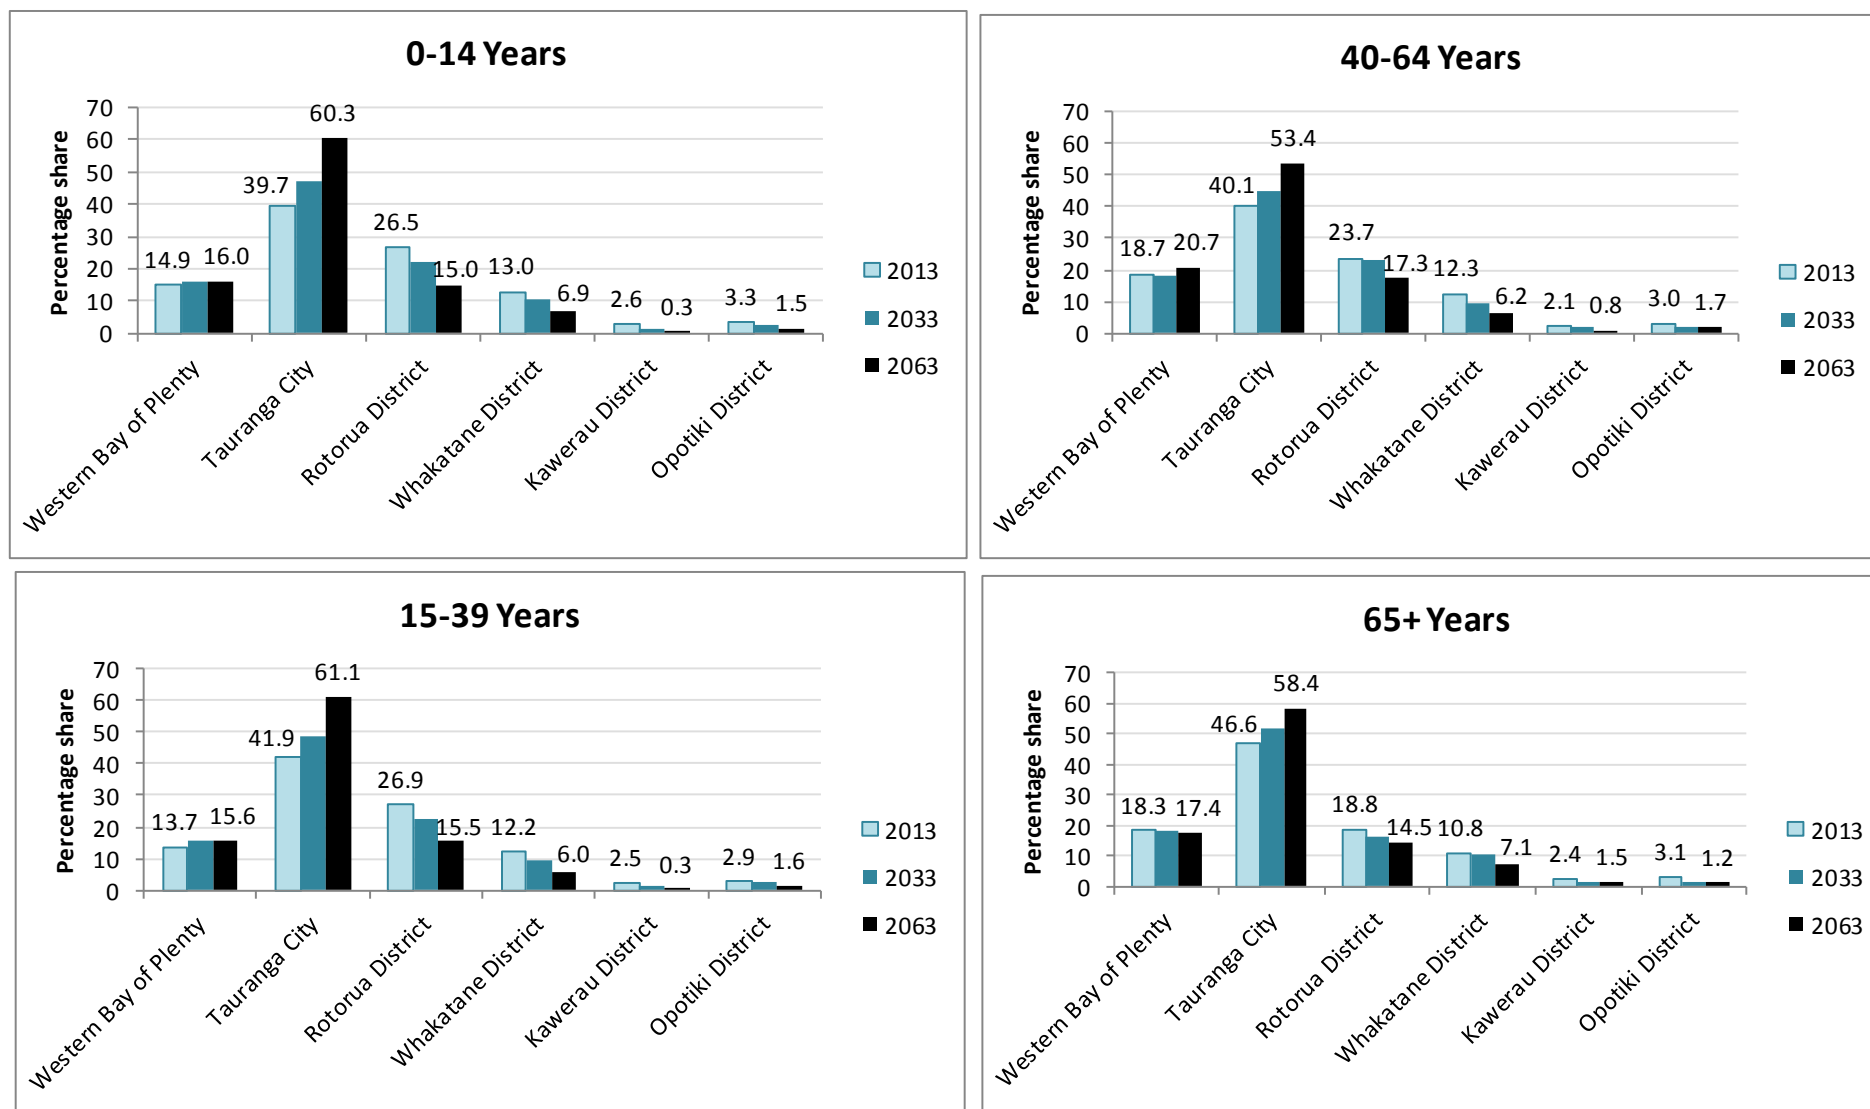 0-14 Years
Percentage share
70
60
50
40
30
20
10
0
14.9
16.0
39.7
60.3
26.5
15.0
13.0
6.9
2.6
0.3
3.3
1.5
Western Bay of Plenty
Tauranga City
Rotorua District
Whakatane District
Kawerau District
Opotiki District
2013
2033
2063
40-64 Years
Percentage share
70
60
50
40
30
20
10
0
18.7
20.7
40.1
53.4
23.7
17.3
12.3
6.2
2.1
0.8
3.0
1.7
Western Bay of Plenty
Tauranga City
Rotorua District
Whakatane District
Kawerau District
Opotiki District
2013
2033
2063
15-39 Years
Percentage share
70
60
50
40
30
20
10
0
13.7
15.6
41.9
61.1
26.9
15.5
12.2
6.0
2.5
0.3
2.9
1.6
Western Bay of Plenty
Tauranga City
Rotorua District
Whakatane District
Kawerau District
Opotiki District
2013
2033
2063
65+ Years
Percentage share
70
60
50
40
30
20
10
0
18.3
17.4
46.6
58.4
18.8
14.5
10.8
7.1
2.4
1.5
3.1
1.2
Western Bay of Plenty
Tauranga City
Rotorua District
Whakatane District
Kawerau District
Opotiki District
2013
2033
2063